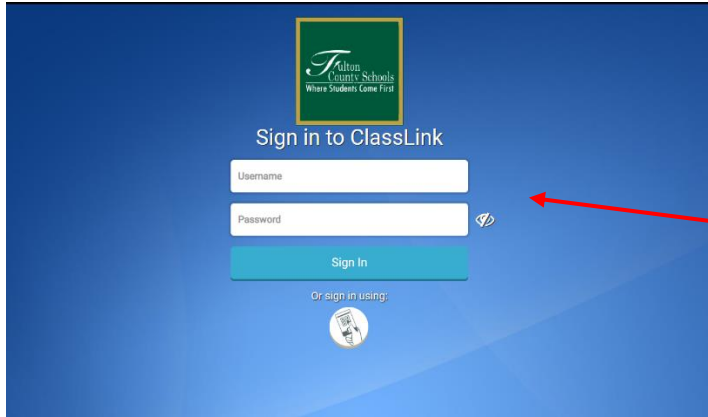 Fulton
County Schools
Where Students Come First
Sign in to ClassLink
Username
Password
Sign In
Or sign in using: